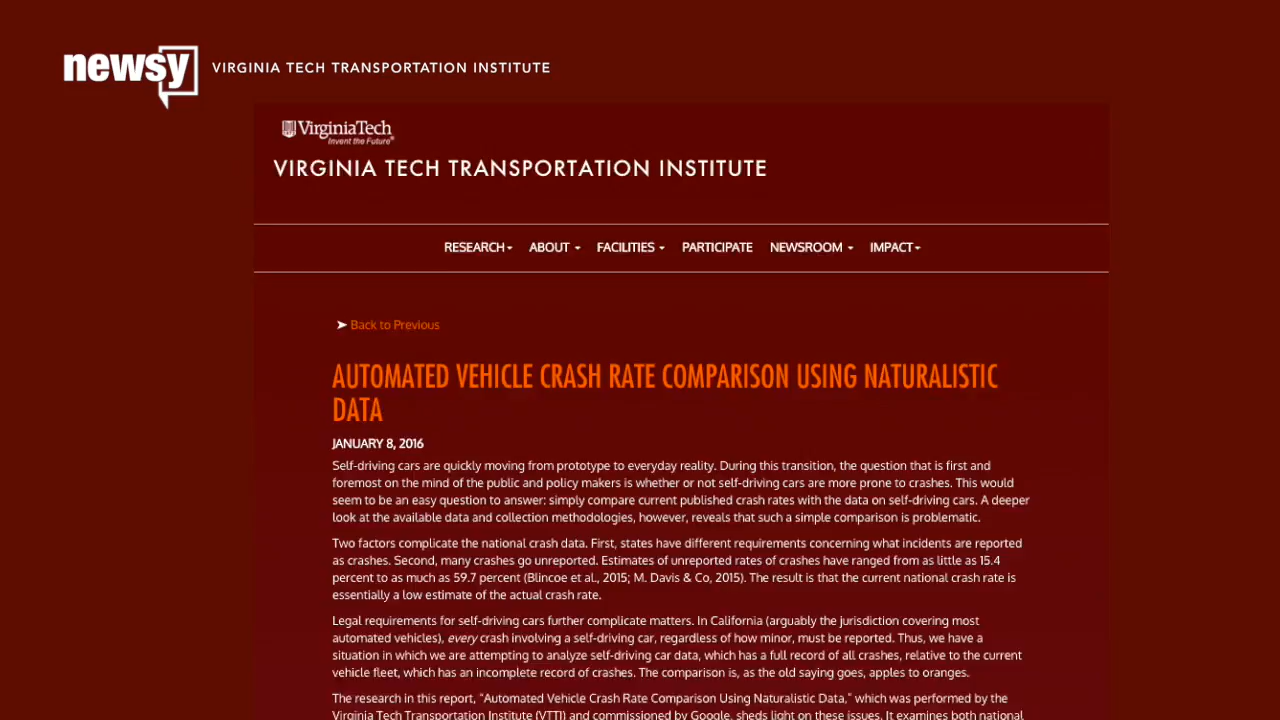 newsy VIRGINIA TECH TRANSPORTATION INSTITUTE
VirginiaTech
Invent the Future®
VIRGINIA TECH TRANSPORTATION INSTITUTE
RESEARCH ABOUT FACILITIES PARTICIPATE NEWSROOM IMPACT
Back to Previous
AUTOMATED VEHICLE CRASH RATE COMPARISON USING NATURALISTIC
DATA
JANUARY 8, 2016
Self-driving cars are quickly moving from prototype to everyday reality. During this transition, the question that is first and
foremost on the mind of the public and policy makers is whether or not self-driving cars are more prone to crashes. This would
seem to be an easy question to answer: simply compare current published crash rates with the data on self-driving cars. A deeper
look at the available data and collection methodologies, however, reveals that such a simple comparison is problematic.
Two factors complicate the national crash data. First, states have different requirements concerning what incidents are reported
as crashes. Second, many crashes go unreported. Estimates of unreported rates of crashes have ranged from as little as 15.4
percent to as much as 59.7 percent (Blincoe et al., 2015; M. Davis & Co, 2015). The result is that the current national crash rate is
essentially a low estimate of the actual crash rate.
Legal requirements for self-driving cars further complicate matters. In California (arguably the jurisdiction covering most
automated vehicles), every crash involving a self-driving car, regardless of how minor, must be reported. Thus, we have a
situation in which we are attempting to analyze self-driving car data, which has a full record of all crashes, relative to the current
vehicle fleet, which has an incomplete record of crashes. The comparison is, as the old saying goes, apples to oranges.
The research in this report, "Automated Vehicle Crash Rate Comparison Using Naturalistic Data," which was performed by the
Virginia Tech Transportation Institute (VTTI) and commissioned by Google, sheds light on these issues. It examines both national